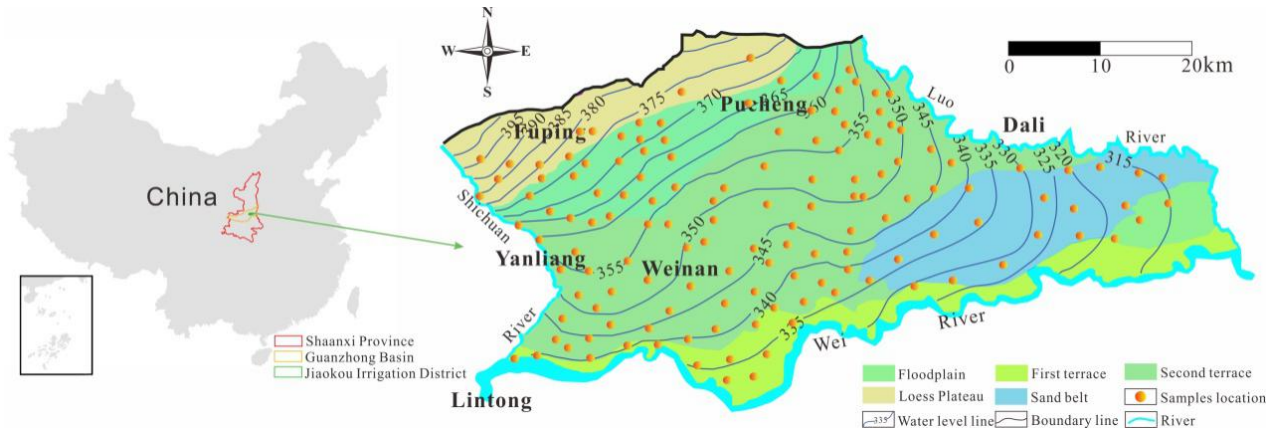 China
Shaanxi Province
Guanzhong Basin
Jiaokou Irrigation District
N
W E
S
0 10 20km
Fuping
Pucheng
Luo
Dali
River
Shichuan
Yanliang
Weinan
River
Lintong
Wei
River
395
390
385
380
375
370
365
360
350
355
345
340
335
330
325
320
315
350
355
345
340
335
Floodplain
First terrace
Second terrace
Loess Plateau
Sand belt
Samples location
335
Water level line
Boundary line
River